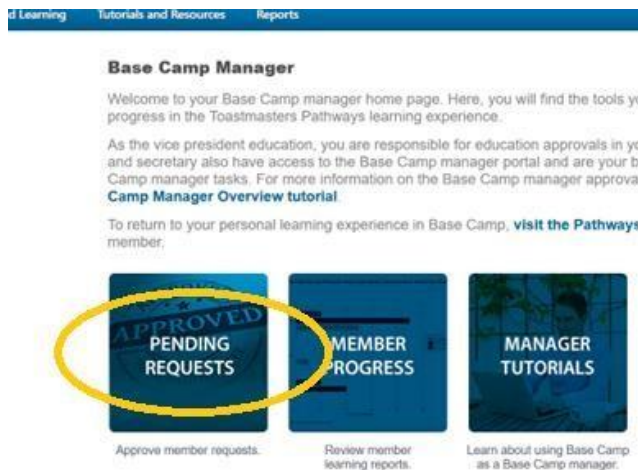 d Learning Tutorials and Resources Reports
Base Camp Manager
Welcome to your Base Camp manager home page. Here, you will find the tools yo
progress in the Toastmasters Pathways learning experience.
As the vice president education, you are responsible for education approvals in yo
and secretary also have access to the Base Camp manager portal and are your b
Camp manager tasks. For more information on the Base Camp manager approva
Camp Manager Overview tutorial.
To return to your personal learning experience in Base Camp, visit the Pathways
member.
APPROVED
PENDING
REQUESTS
MEMBER
PROGRESS
MANAGER
TUTORIALS
Approve member requests.
Review member
learning reports.
Learn about using Base Camp
as a Base Camp manager.